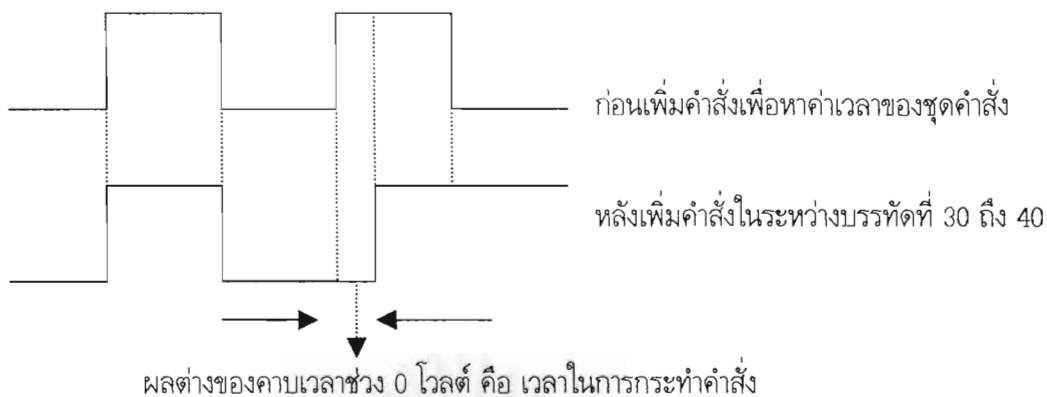 ก่อนเพิ่มคำสั่งเพื่อหาค่าเวลาของชุดคำสั่ง
หลังเพิ่มคำสั่งในระหว่างบรรทัดที่ 30 ถึง 40
ผลต่างของคาบเวลาช่วง 0 โวลต์ คือ เวลาในการกระทำคำสั่ง